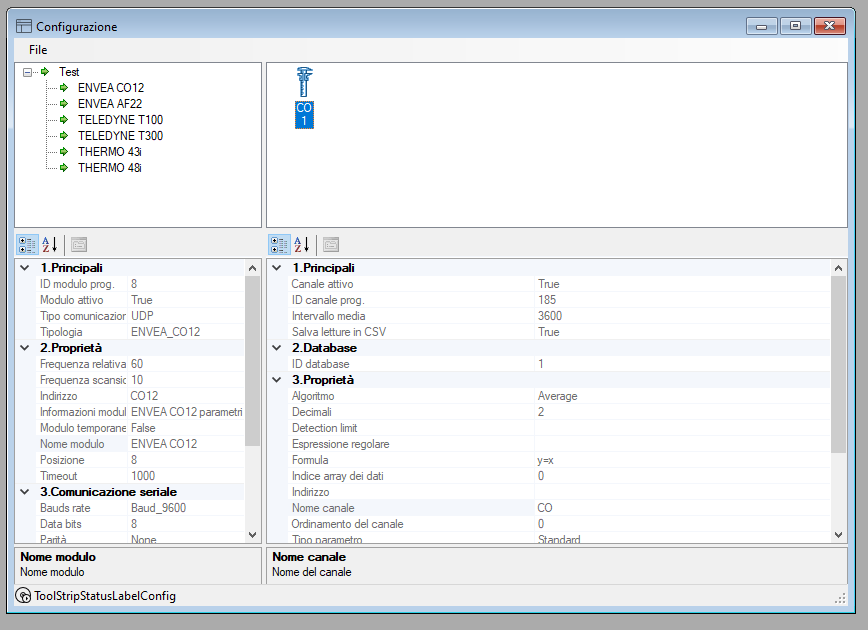 Configurazione
File
Test
ENVEA CO12
ENVEA AF22
TELEDYNE T100
TELEDYNE T300
THERMO 43i
THERMO 48i
CO
1
1.Principali
ID modulo prog. 8
Modulo attivo True
Tipo comunicazior UDP
Tipologia ENVEA_CO12
2.Proprietà
Frequenza relativa 60
Frequenza scansic 10
Indirizzo CO12
Informazioni modul ENVEA CO12 parametri
Modulo temporane False
Nome modulo ENVEA CO12
Posizione 8
Timeout 1000
3.Comunicazione seriale
Bauds rate Baud_9600
Data bits 8
Parità None
Nome modulo
Nome modulo
1.Principali
Canale attivo True
ID canale prog. 185
Intervallo media 3600
Salva letture in CSV True
2.Database
ID database 1
3.Proprietà
Algoritmo Average
Decimali 2
Detection limit
Espressione regolare
Formula y=x
Indice array dei dati 0
Indirizzo
Nome canale CO
Ordinamento del canale 0
Tipo parametro Standard
Nome canale
Nome del canale
ToolStripStatusLabelConfig